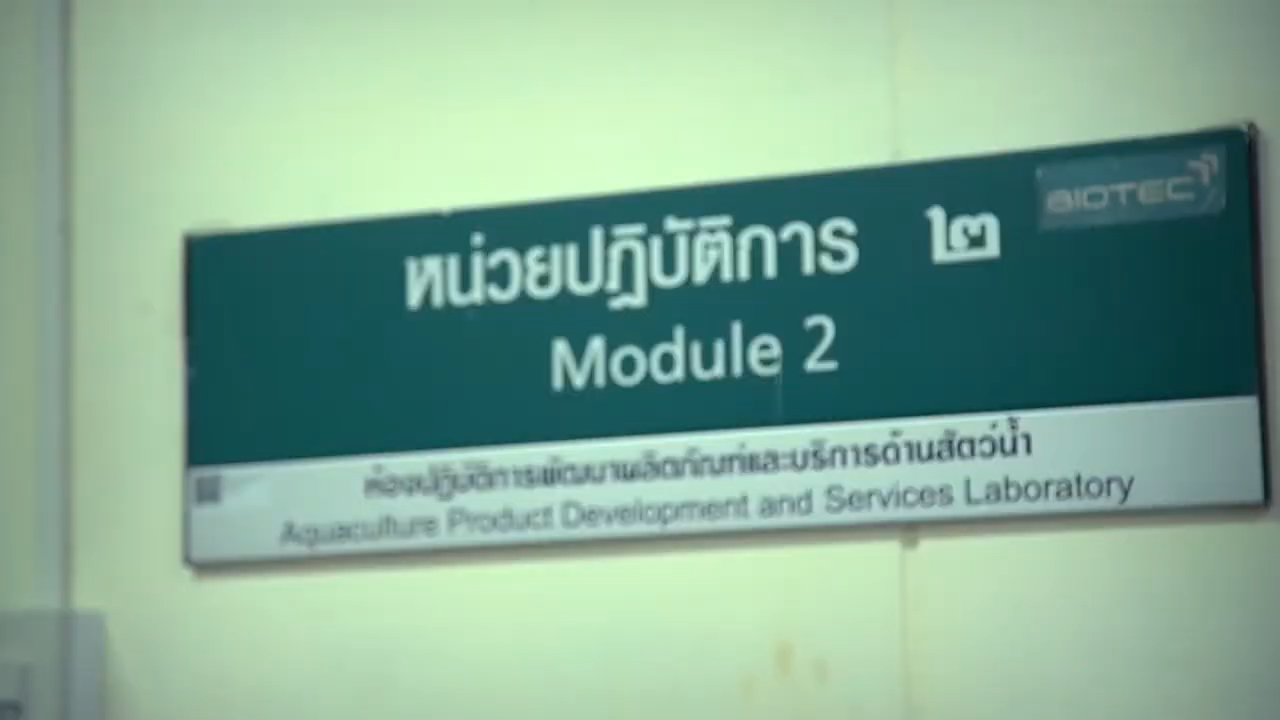 BIOTEC
หน่วยปฏิบัติการ ๒
Module 2
ห้องปฏิบัติการพัฒนาผลิตภัณฑ์และบริการด้านสัตว์น้ำ
Aquaculture Product Development and Services Laboratory